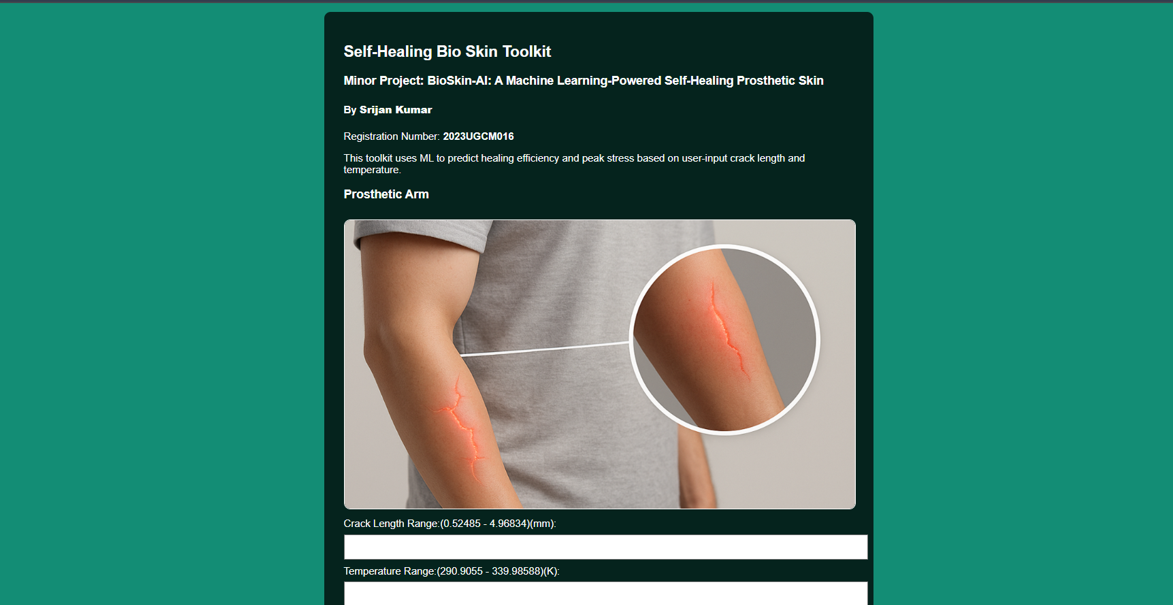 Self-Healing Bio Skin Toolkit
Minor Project: BioSkin-AI: A Machine Learning-Powered Self-Healing Prosthetic Skin
By Srijan Kumar
Registration Number: 2023UGCM016
This toolkit uses ML to predict healing efficiency and peak stress based on user-input crack length and
temperature.
Prosthetic Arm
Crack Length Range:(0.52485 - 4.96834)(mm):
Temperature Range:(290.9055 - 339.98588)(K):